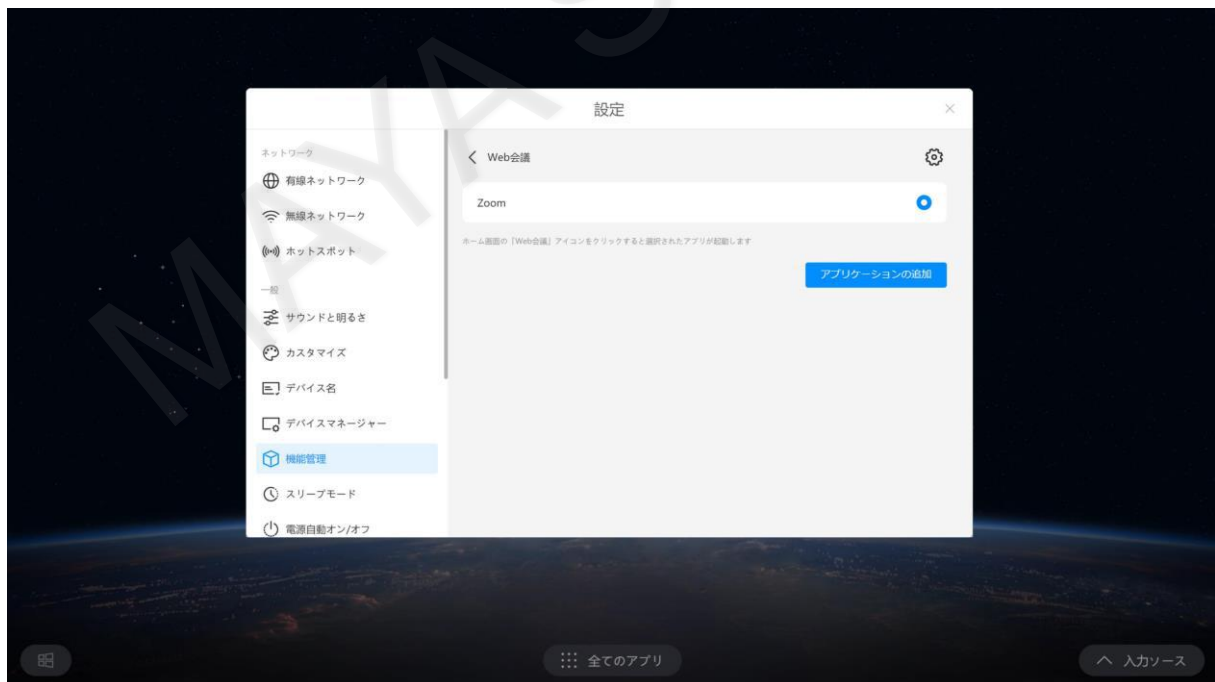 設定
ネットワーク
有線ネットワーク
無線ネットワーク
ホットスポット
一般
サウンドと明るさ
カスタマイズ
デバイス名
デバイスマネージャー
機能管理
スリープモード
電源自動オン/オフ
Web会議
Zoom
ホーム画面の「Web会議」アイコンをクリックすると選択されたアプリが起動します
アプリケーションの追加
全てのアプリ
入力ソース
MAYA S